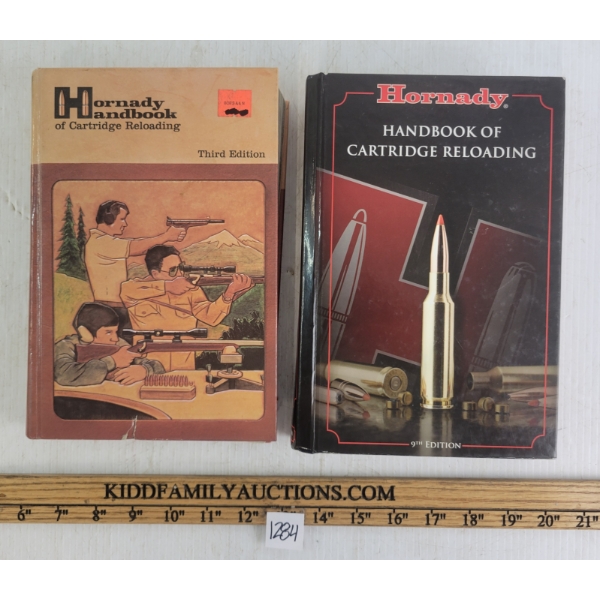 Hornady
Handbook
of Cartridge Reloading
Third Edition
Hornady®
HANDBOOK OF
CARTRIDGE RELOADING
9TH EDITION
KIDDFAMILYAUCTIONS.COM
6" 7" 8" 9" 10" 11" 12" 14" 15" 16" 17" 18" 19" 20" 21"
1284